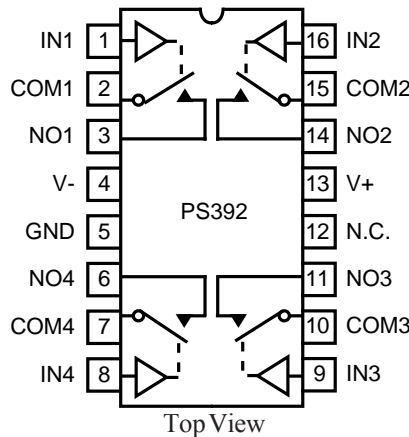 IN1 1 16 IN2
COM1 2 15 COM2
NO1 3 14 NO2
V- 4 13 V+
PS392
GND 5 12 N.C.
NO4 6 11 NO3
COM4 7 10 COM3
IN4 8 9 IN3
Top View